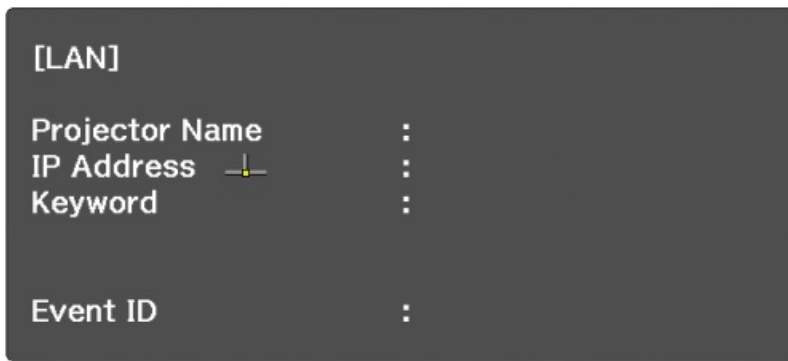 [LAN]
Projector Name :
IP Address :
Keyword :
Event ID :